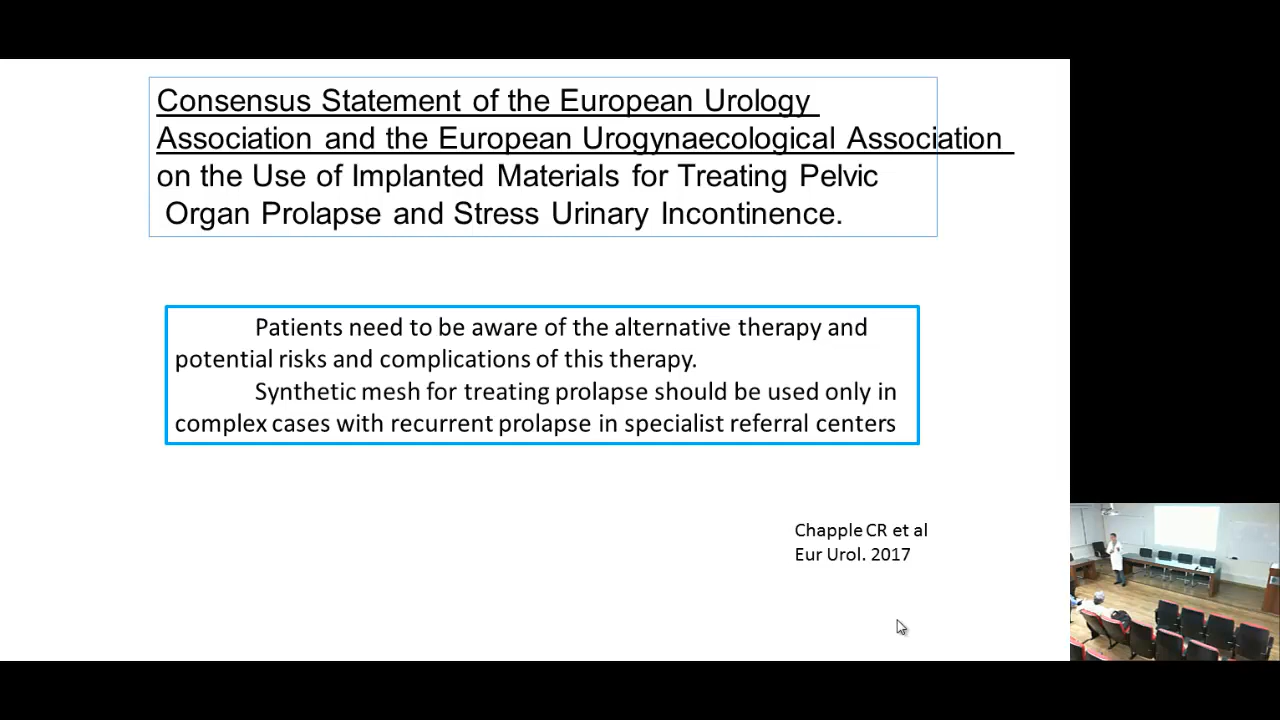 Consensus Statement of the European Urology
Association and the European Urogynaecological Association
on the Use of Implanted Materials for Treating Pelvic
Organ Prolapse and Stress Urinary Incontinence.
Patients need to be aware of the alternative therapy and
potential risks and complications of this therapy.
Synthetic mesh for treating prolapse should be used only in
complex cases with recurrent prolapse in specialist referral centers
Chapple CR et al
Eur Urol. 2017